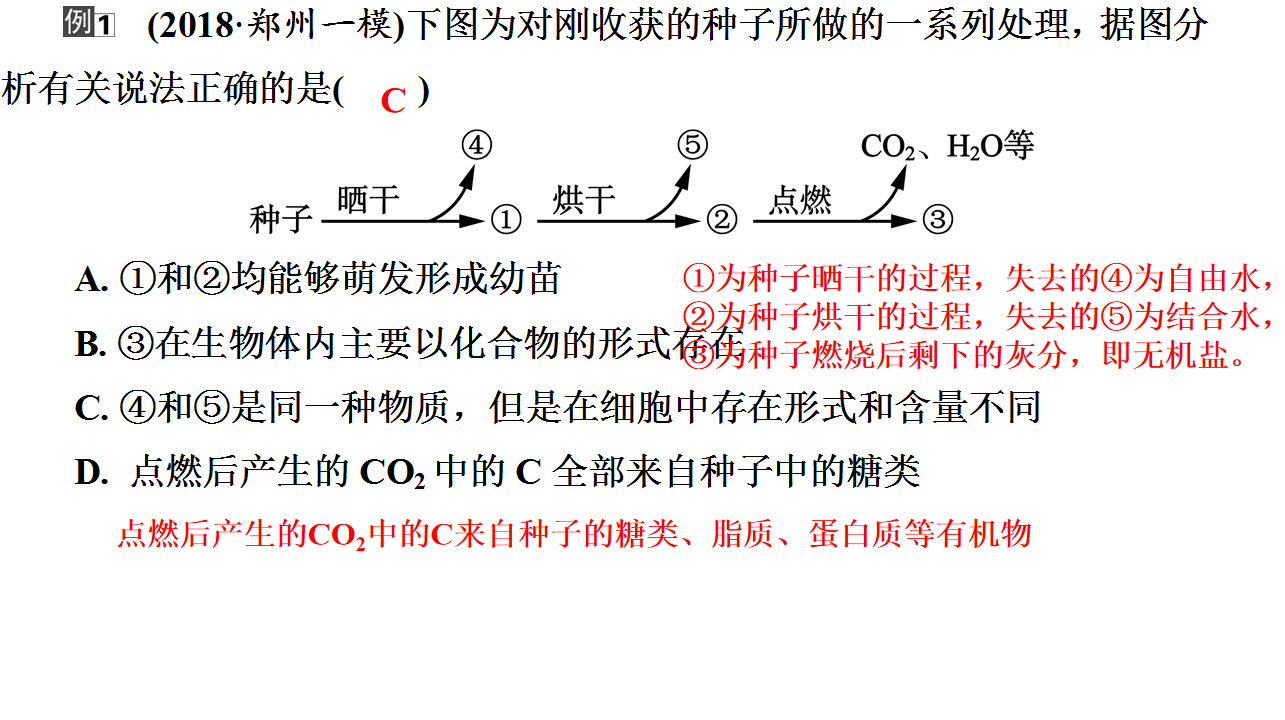 例1 (2018·郑州一模)下图为对刚收获的种子所做的一系列处理，据图分
析有关说法正确的是( C )
④ ⑤ CO₂、H₂O等
种子 晒干 ① 烘干 ② 点燃 ③
A. ①和②均能够萌发形成幼苗
①为种子晒干的过程，失去的④为自由水，
②为种子烘干的过程，失去的⑤为结合水，
B. ③在生物体内主要以化合物的形式存在
③为种子燃烧后剩下的灰分，即无机盐。
C. ④和⑤是同一种物质，但是在细胞中存在形式和含量不同
D. 点燃后产生的 CO₂ 中的 C 全部来自种子中的糖类
点燃后产生的CO₂中的C来自种子的糖类、脂质、蛋白质等有机物